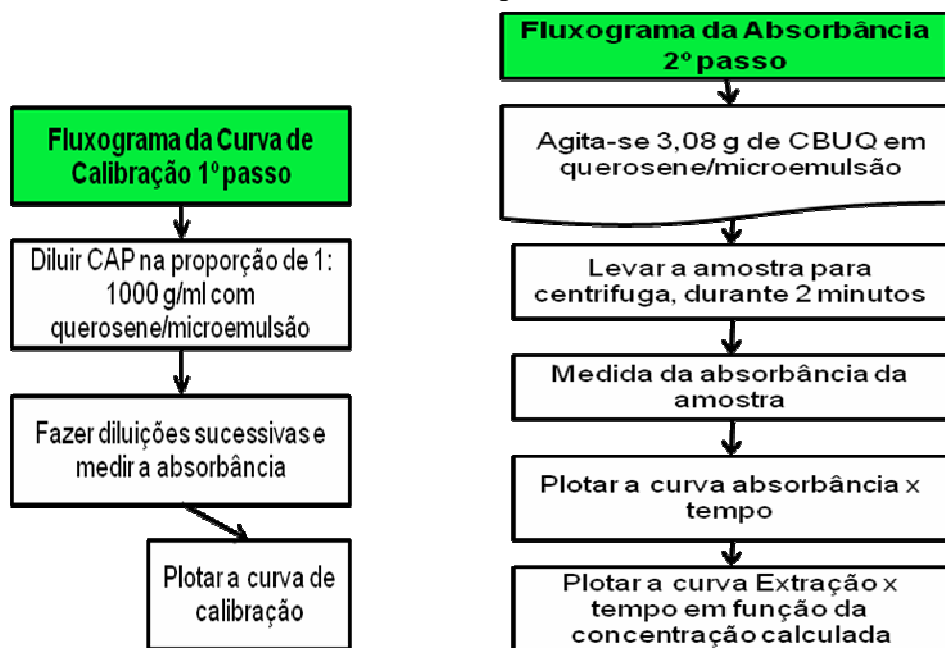 Fluxograma da Curva de
Calibração 1º passo
Diluir CAP na proporção de 1:
1000 g/ml com
querosene/microemulsão
Fazer diluições sucessivas e
medir a absorbância
Plotar a curva de
calibração
Fluxograma da Absorbância
2º passo
Agita-se 3,08 g de CBUQ em
querosene/microemulsão
Levar a amostra para
centrifuga, durante 2 minutos
Medida da absorbância da
amostra
Plotar a curva absorbância x
tempo
Plotar a curva Extração x
tempo em função da
concentração calculada